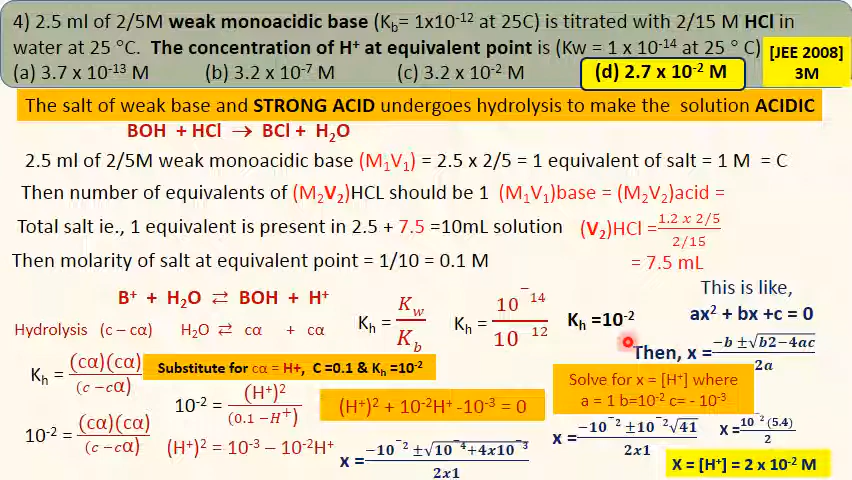 4) 2.5 ml of 2/5M weak monoacidic base (Kb= 1x10-12 at 25C) is titrated with 2/15 M HCl in
water at 25 °C. The concentration of H+ at equivalent point is (Kw = 1 x 10-14 at 25 ° C)
[JEE 2008]
3M
(a) 3.7 x 10-13 M (b) 3.2 x 10-7 M (c) 3.2 x 10-2 M (d) 2.7 x 10-2 M
The salt of weak base and STRONG ACID undergoes hydrolysis to make the solution ACIDIC
BOH + HCl → BCl + H2O
2.5 ml of 2/5M weak monoacidic base (M1V1) = 2.5 x 2/5 = 1 equivalent of salt = 1 M = C
Then number of equivalents of (M2V2)HCL should be 1 (M1V1)base = (M2V2)acid =
Total salt ie., 1 equivalent is present in 2.5 + 7.5 =10mL solution (V2)HCl = 1.2 x 2/5 / 2/15
Then molarity of salt at equivalent point = 1/10 = 0.1 M = 7.5 mL
This is like,
ax2 + bx +c = 0
B+ + H2O ⇄ BOH + H+
Hydrolysis (c – cα) H2O ⇄ cα + cα
Kh = Kw / Kb Kh = 10−14 / 10 12 Kh =10-2
Then, x = −b ±√b2−4ac / 2a
Kh = (cα)(cα) / (c −cα)
Substitute for cα = H+, C =0.1 & Kh =10-2
Solve for x = [H+] where
a = 1 b=10-2 c= - 10-3
10-2 = (H+)2 / (0.1 −H+)
(H+)2 + 10-2H+ -10-3 = 0
10-2 = (cα)(cα) / (c −cα)
(H+)2 = 10-3 – 10-2H+
x = −10−2 ±√10−4+4x10−3 / 2x1
x = −10−2 ±10−2√41 / 2x1
x = 10−2 (5.4) / 2
X = [H+] = 2 x 10-2 M